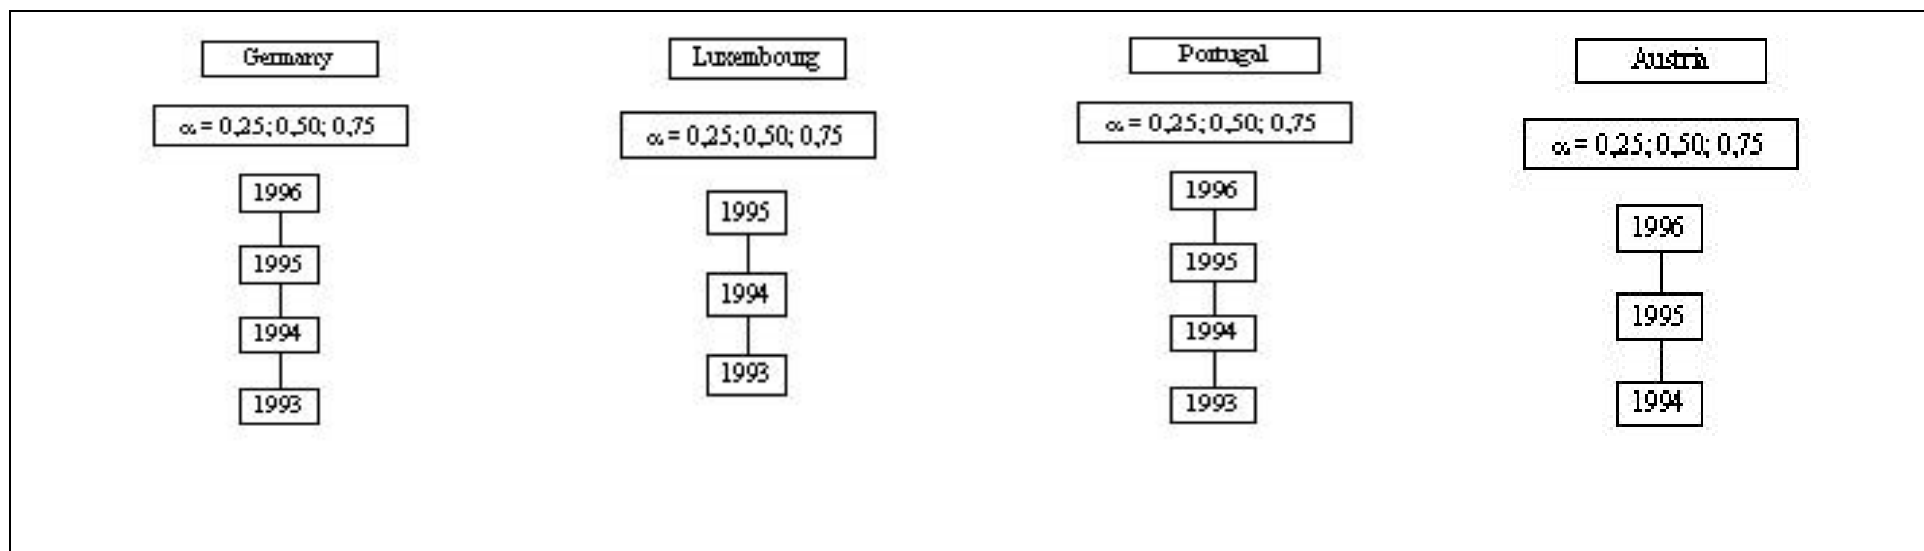 Germany
α = 0,25; 0,50; 0,75
1996
1995
1994
1993
Luxembourg
α = 0,25; 0,50; 0,75
1995
1994
1993
Portugal
α = 0,25; 0,50; 0,75
1996
1995
1994
1993
Austria
α = 0,25; 0,50; 0,75
1996
1995
1994